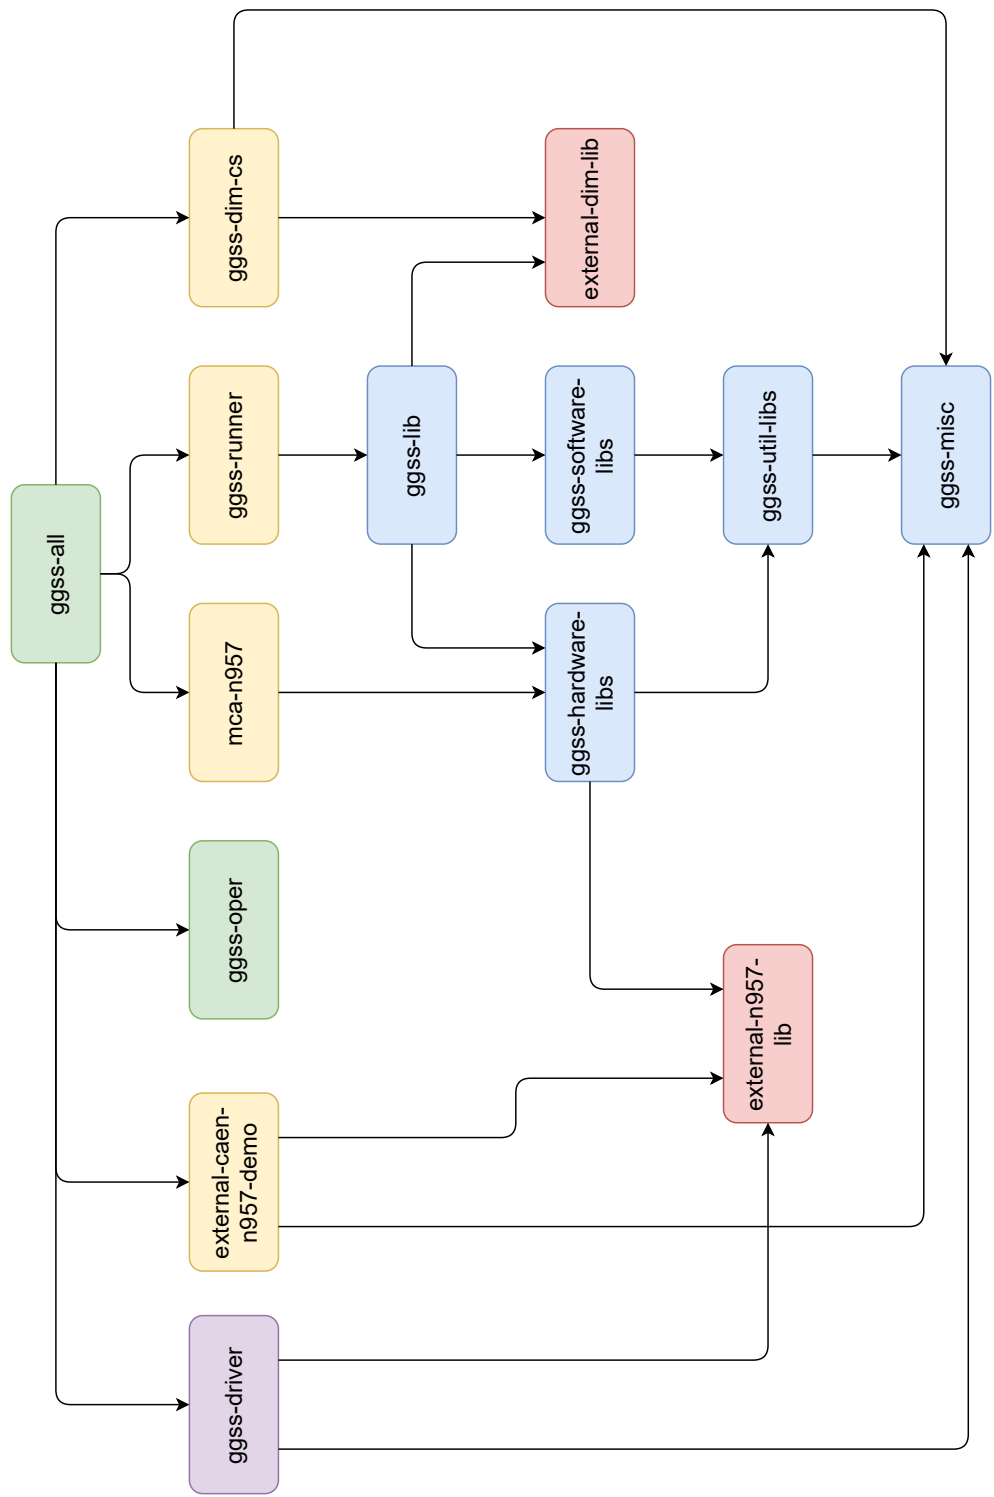 ggss-all
ggss-driver
external-caen-
n957-demo
ggss-oper
mca-n957
ggss-runner
ggss-dim-cs
ggss-lib
ggss-hardware-
libs
ggss-software-
libs
external-dim-lib
external-n957-
lib
ggss-util-libs
ggss-misc